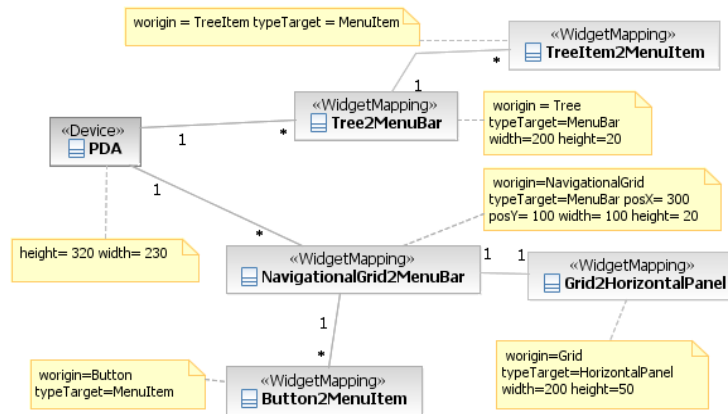 worigin = TreeItem typeTarget = MenuItem
«WidgetMapping»
TreeItem2MenuItem
*
1
«WidgetMapping»
Tree2MenuBar
worigin = Tree
typeTarget=MenuBar
width=200 height=20
«Device»
PDA
1
*
1
*
worigin=NavigationalGrid
typeTarget=MenuBar posX= 300
posY= 100 width= 100 height= 20
height= 320 width= 230
«WidgetMapping»
NavigationalGrid2MenuBar
1
1
«WidgetMapping»
Grid2HorizontalPanel
1
*
worigin=Button
typeTarget=MenuItem
«WidgetMapping»
Button2MenuItem
worigin=Grid
typeTarget=HorizontalPanel
width=200 height=50